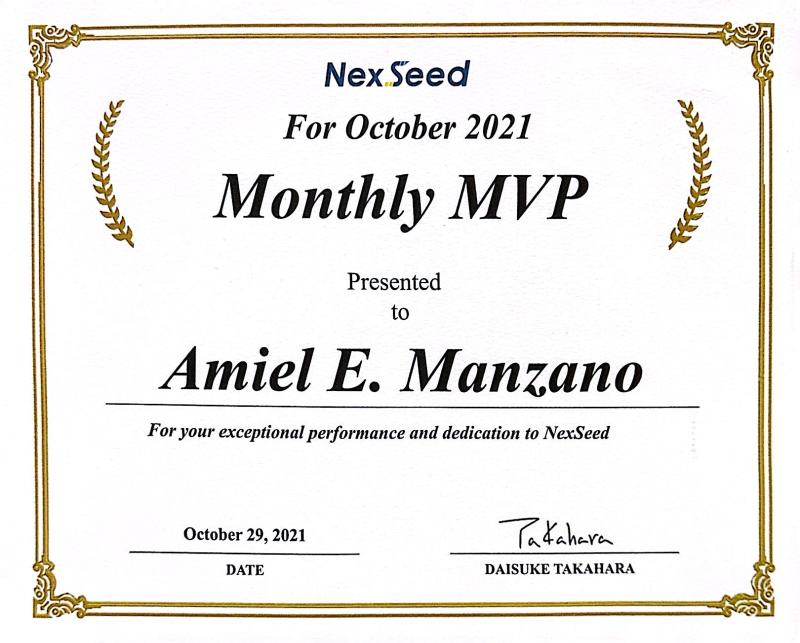 NexSeed
For October 2021
Monthly MVP
Presented
to
Amiel E. Manzano
For your exceptional performance and dedication to NexSeed
October 29, 2021
Takahara
DATE
DAISUKE TAKAHARA